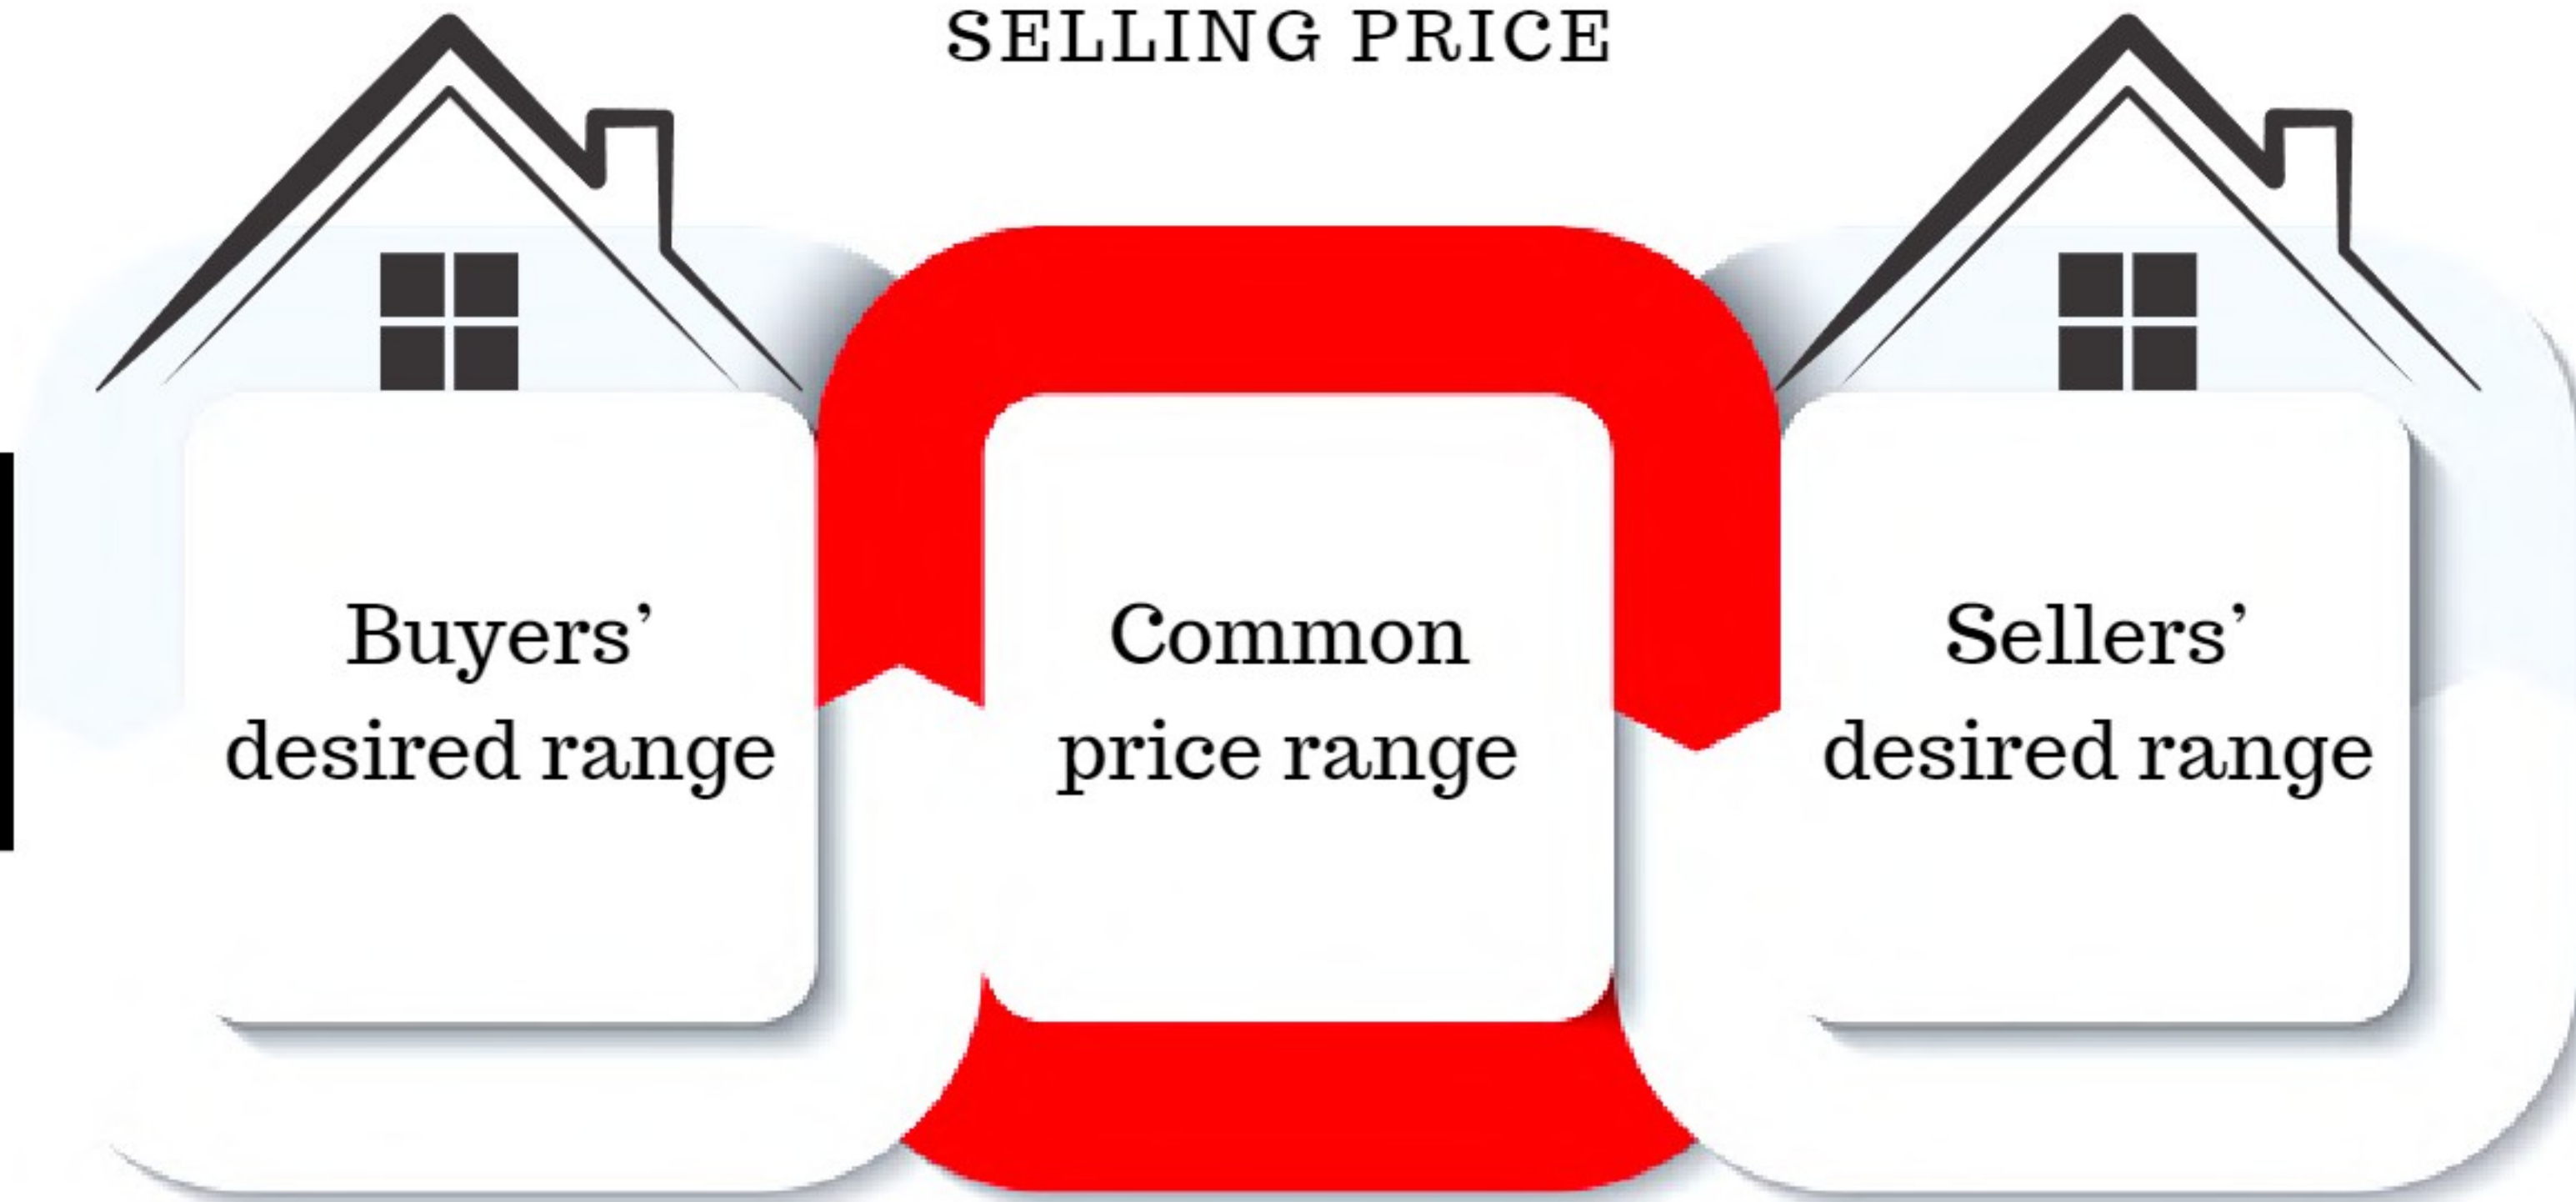 SELLING PRICE
Buyers’
desired range
Common
price range
Sellers’
desired range